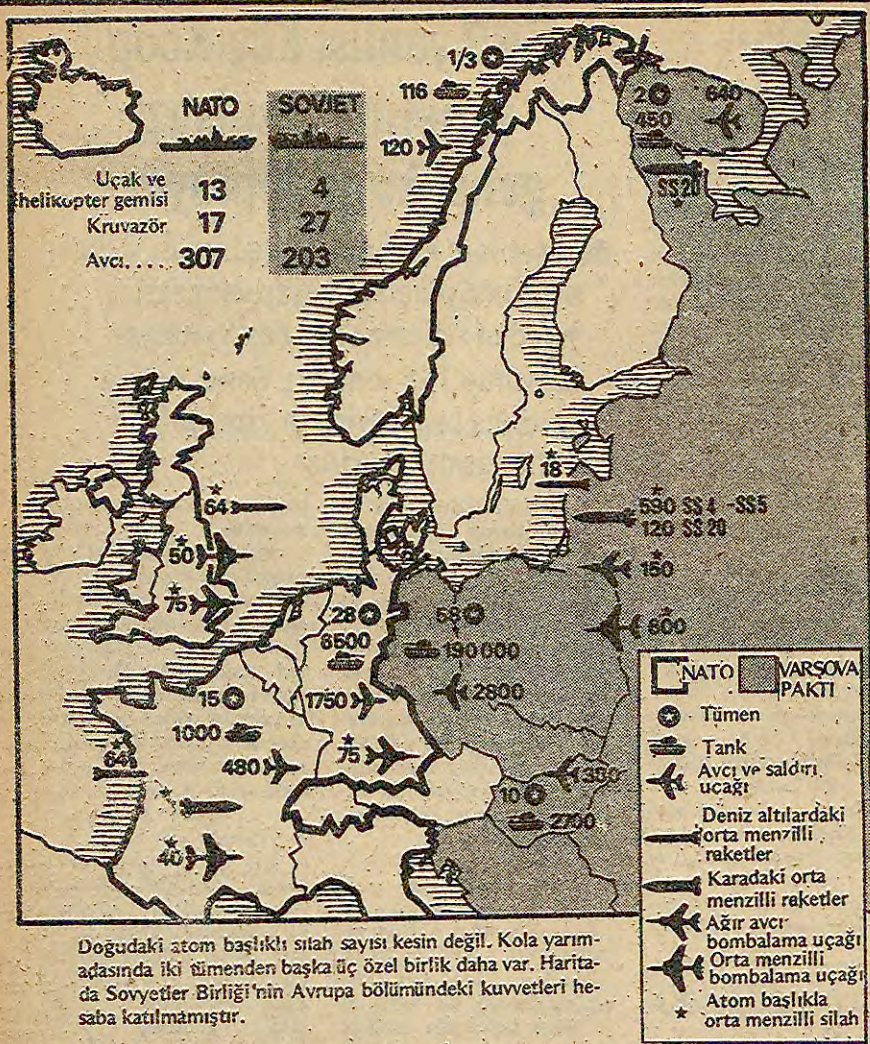 NATO SOVJET
Uçak ve
helikopter gemisi 13 4
Kruvazör 17 27
Avcı.... 307 203
1/3
116
120
2 640
450
SS20
18
64
50
75
590 SS4 -SS5
120 SS20
150
600
28 58
6500
190000
1750 2800
15
1000
480 75
64
380
10
2700
40
NATO VARŞOVA
PAKTI
Tümen
Tank
Avcı ve saldırı
uçağı
Deniz altılardaki
orta menzilli
raketler
Karadaki orta
menzilli raketler
Ağır avcı
bombalama uçağı
Orta menzilli
bombalama uçağı
Atom başlıkla
orta menzilli silah
Doğudaki atom başlıklı silah sayısı kesin değil. Kola yarım-
adasında iki tümenden başka üç özel birlik daha var. Harita-
da Sovyetler Birliği'nin Avrupa bölümündeki kuvvetleri he-
saba katılmamıştır.